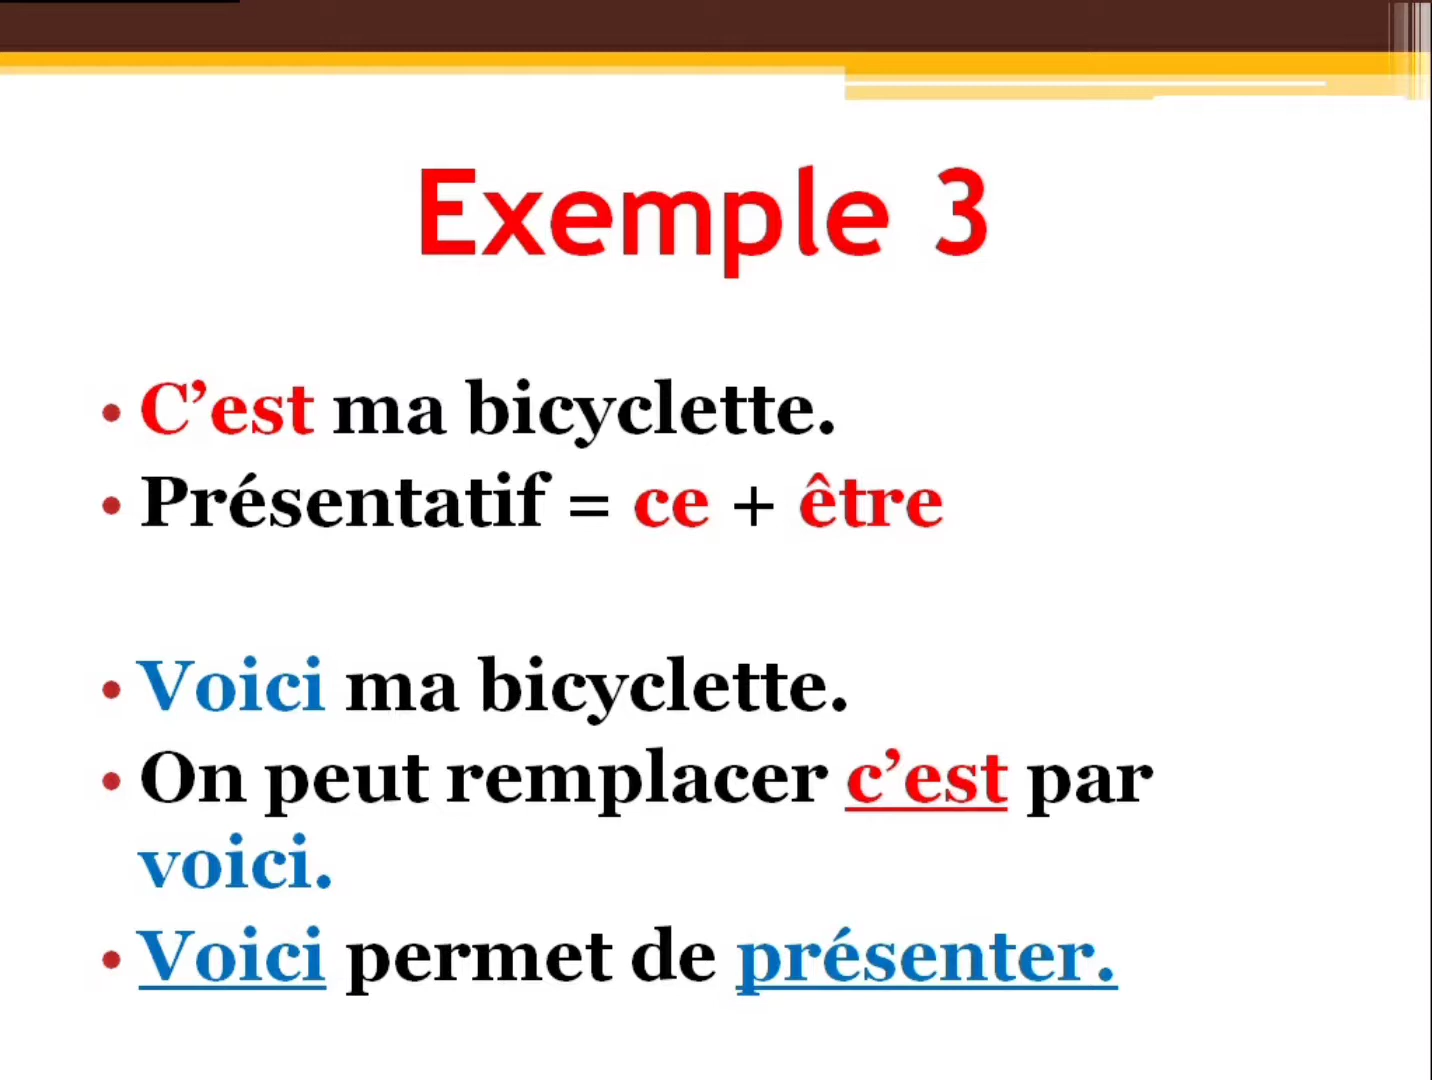 Exemple 3
• C’est ma bicyclette.
• Présentatif = ce + être
• Voici ma bicyclette.
• On peut remplacer c’est par
voici.
• Voici permet de présenter.